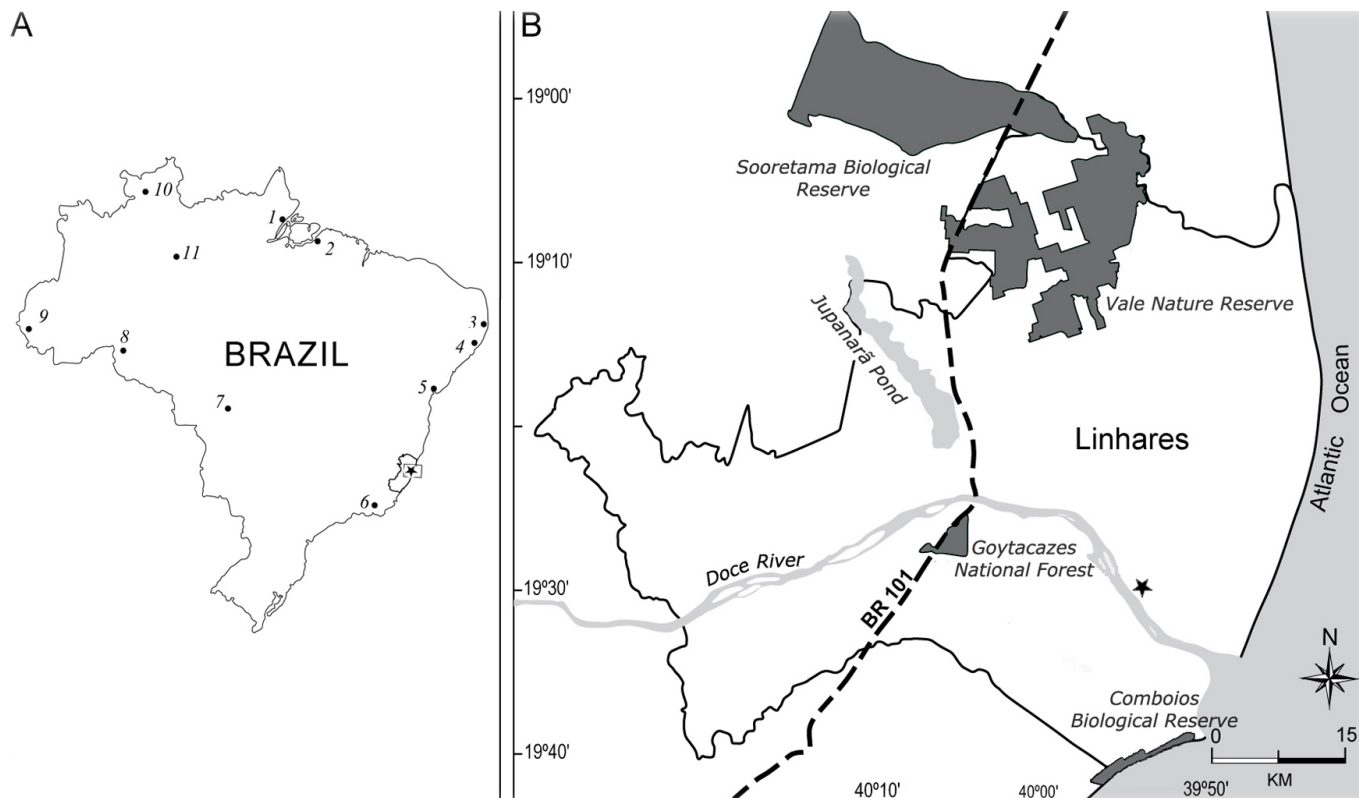 A
10
1
2
11
9
3
8
BRAZIL
4
5
7
6
B
19º00'
19º10'
19º30'
19º40'
Sooretama Biological
Reserve
Vale Nature Reserve
Jupanarã Pond
Linhares
Atlantic Ocean
Doce River
Goytacazes
National Forest
BR 101
N
Comboios
Biological Reserve
0
15
KM
40º10'
40º00'
39º50'